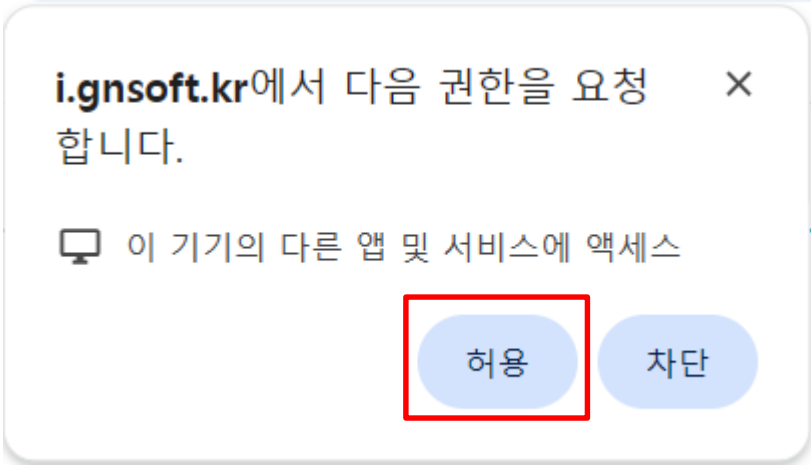 i.gnsoft.kr에서 다음 권한을 요청
합니다.
이 기기의 다른 앱 및 서비스에 액세스
허용 차단